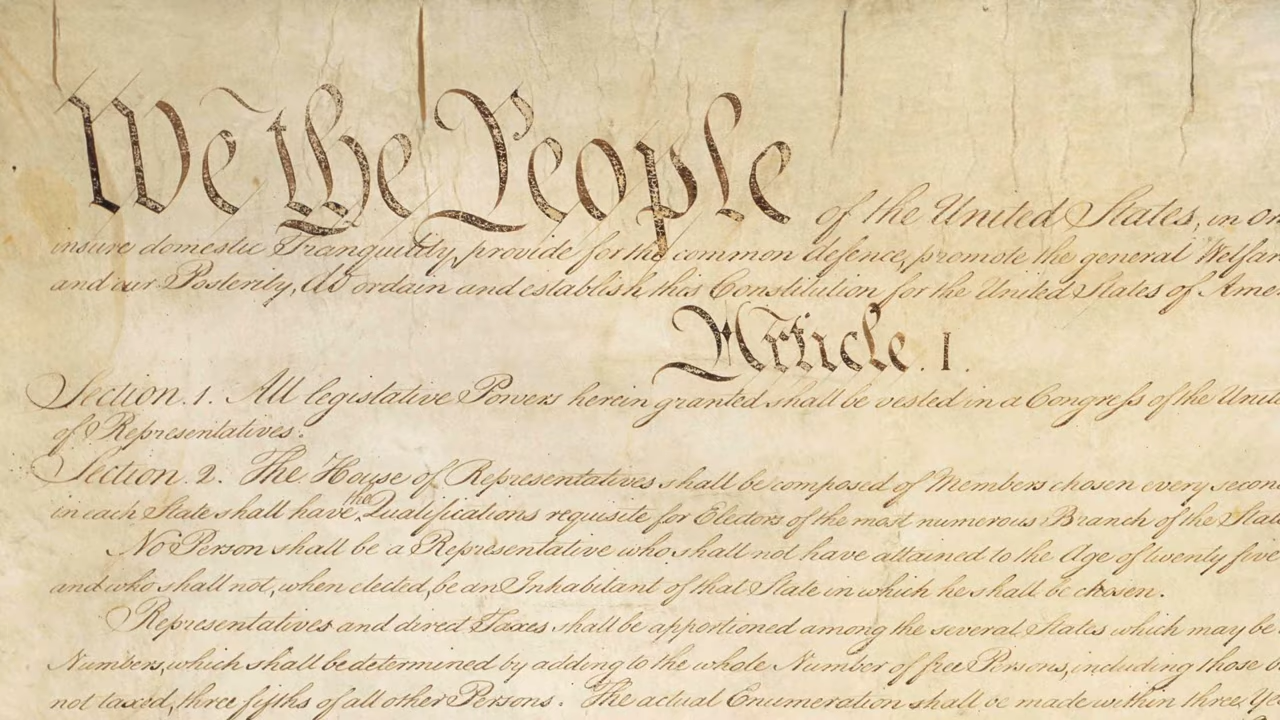 We the People of the United States, in Or
insure domestic Tranquility, provide for the common defence, promote the general Welfar
and our Posterity, do ordain and establish this Constitution for the United States of Amer
Article. I.
Section. 1. All legislative Powers herein granted shall be vested in a Congress of the Unit
of Representatives.
Section. 2. The House of Representatives shall be composed of Members chosen every second
in each State shall have the Qualifications requisite for Electors of the most numerous Branch of the Stat
No Person shall be a Representative who shall not have attained to the Age of twenty five
and who shall not, when elected, be an Inhabitant of that State in which he shall be chosen.
Representatives and direct Taxes shall be apportioned among the several States which may be
Numbers, which shall be determined by adding to the whole Number of free Persons, including those
not taxed, three fifths of all other Persons. The actual Enumeration shall be made within three